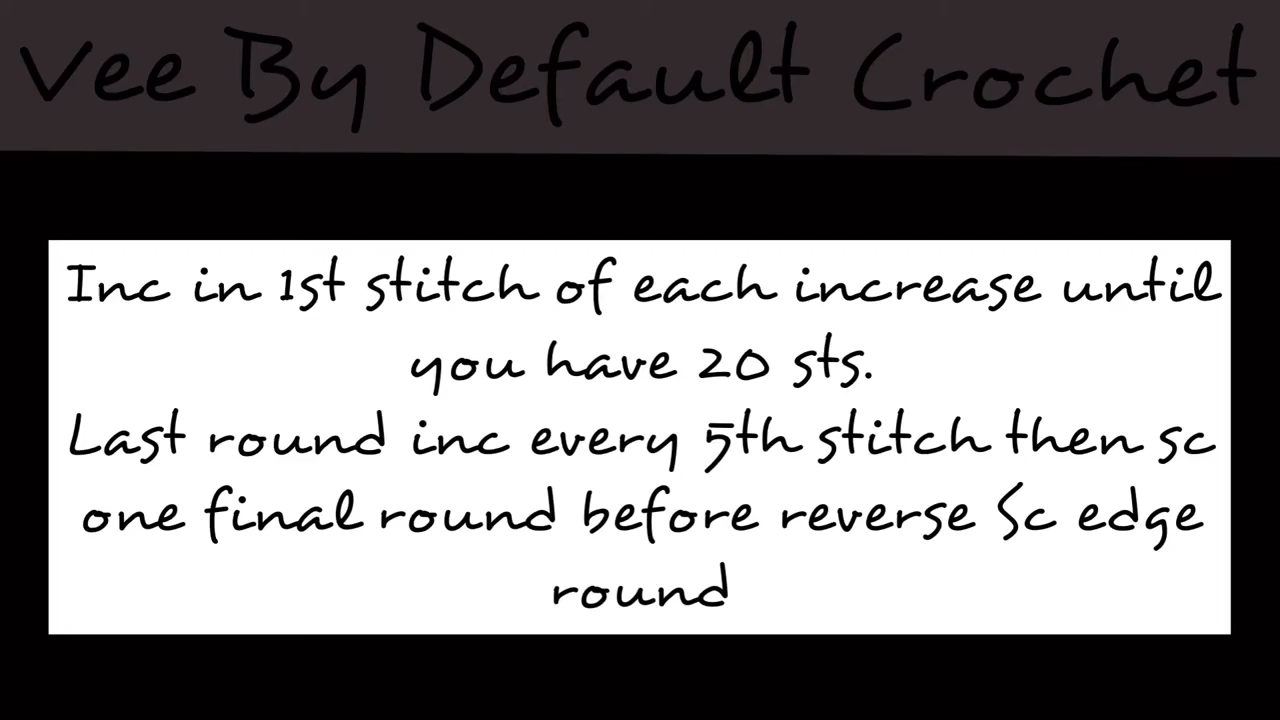 Vee By Default Crochet
Inc in 1st stitch of each increase until
you have 20 sts.
Last round inc every 5th stitch then sc
one final round before reverse Sc edge
round